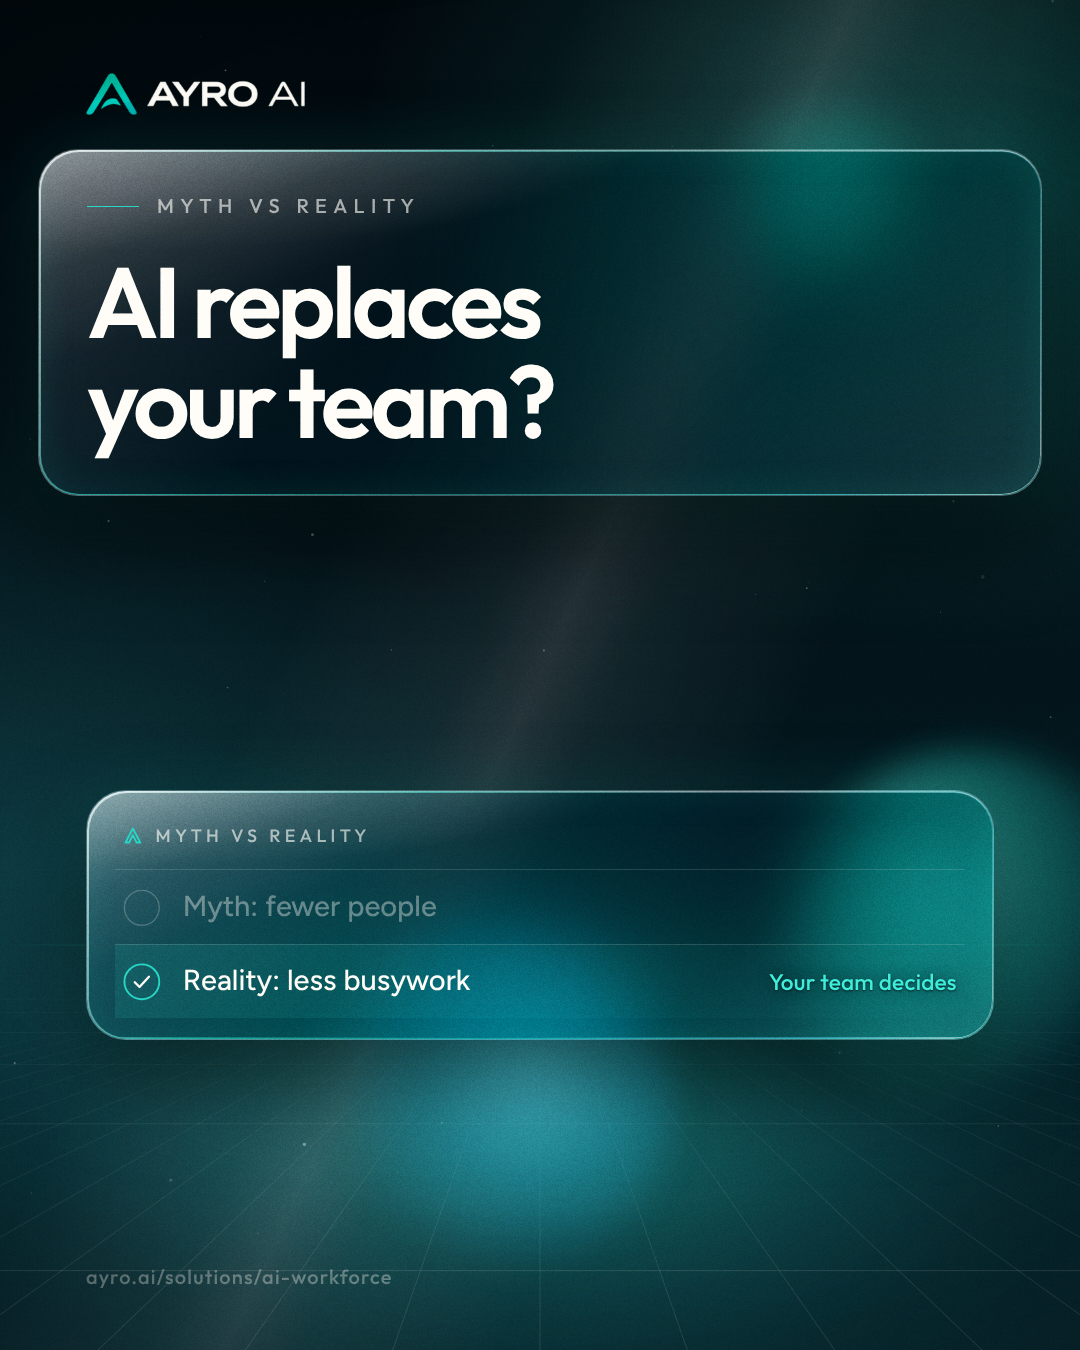 AYRO AI
MYTH VS REALITY
AI replaces
your team?
MYTH VS REALITY
Myth: fewer people
Reality: less busywork
Your team decides
ayro.ai/solutions/ai-workforce